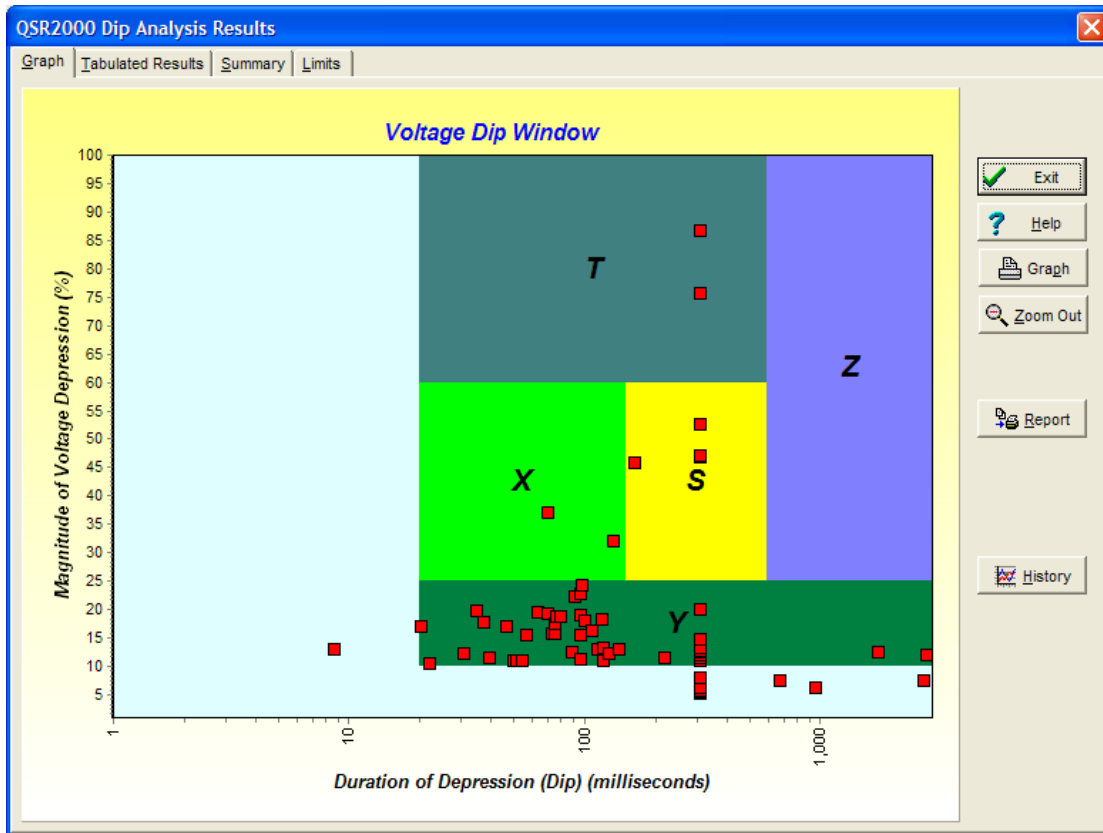 QSR2000 Dip Analysis Results
Graph Tabulated Results Summary Limits
Voltage Dip Window
Magnitude of Voltage Depression (%)
100
95
90
85
80
75
70
65
60
55
50
45
40
35
30
25
20
15
10
5
T
Z
X
S
Y
1
10
100
1,000
Duration of Depression (Dip) (milliseconds)
Exit
Help
Graph
Zoom Out
Report
History